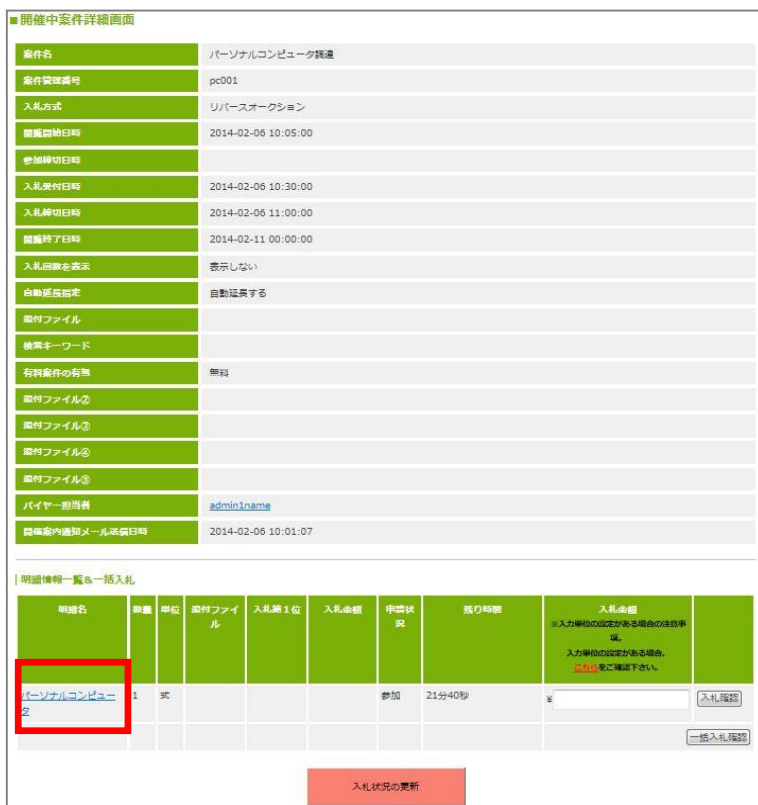 ■開催中案件詳細画面
案件名 パーソナルコンピュータ調達
案件管理番号 pc001
入札方式 リバースオークション
閲覧開始日時 2014-02-06 10:05:00
参加締切日時
入札受付日時 2014-02-06 10:30:00
入札締切日時 2014-02-06 11:00:00
閲覧終了日時 2014-02-11 00:00:00
入札回数を表示 表示しない
自動延長指定 自動延長する
添付ファイル
検索キーワード
有料案件の有無 無料
添付ファイル②
添付ファイル③
添付ファイル④
添付ファイル⑤
バイヤー担当者 admin1name
開催案内通知メール送信日時 2014-02-06 10:01:07
明細情報一覧&一括入札
明細名 数量 単位 添付ファイル 入札第1位 入札金額 申請状況 残り時間 入札金額
※入力単位の設定がある場合の注意事項。
入力単位の設定がある場合、
こちらをご確認下さい。
パーソナルコンピュータ 1 式 参加 21分40秒 ¥ 入札確認
一括入札確認
入札状況の更新